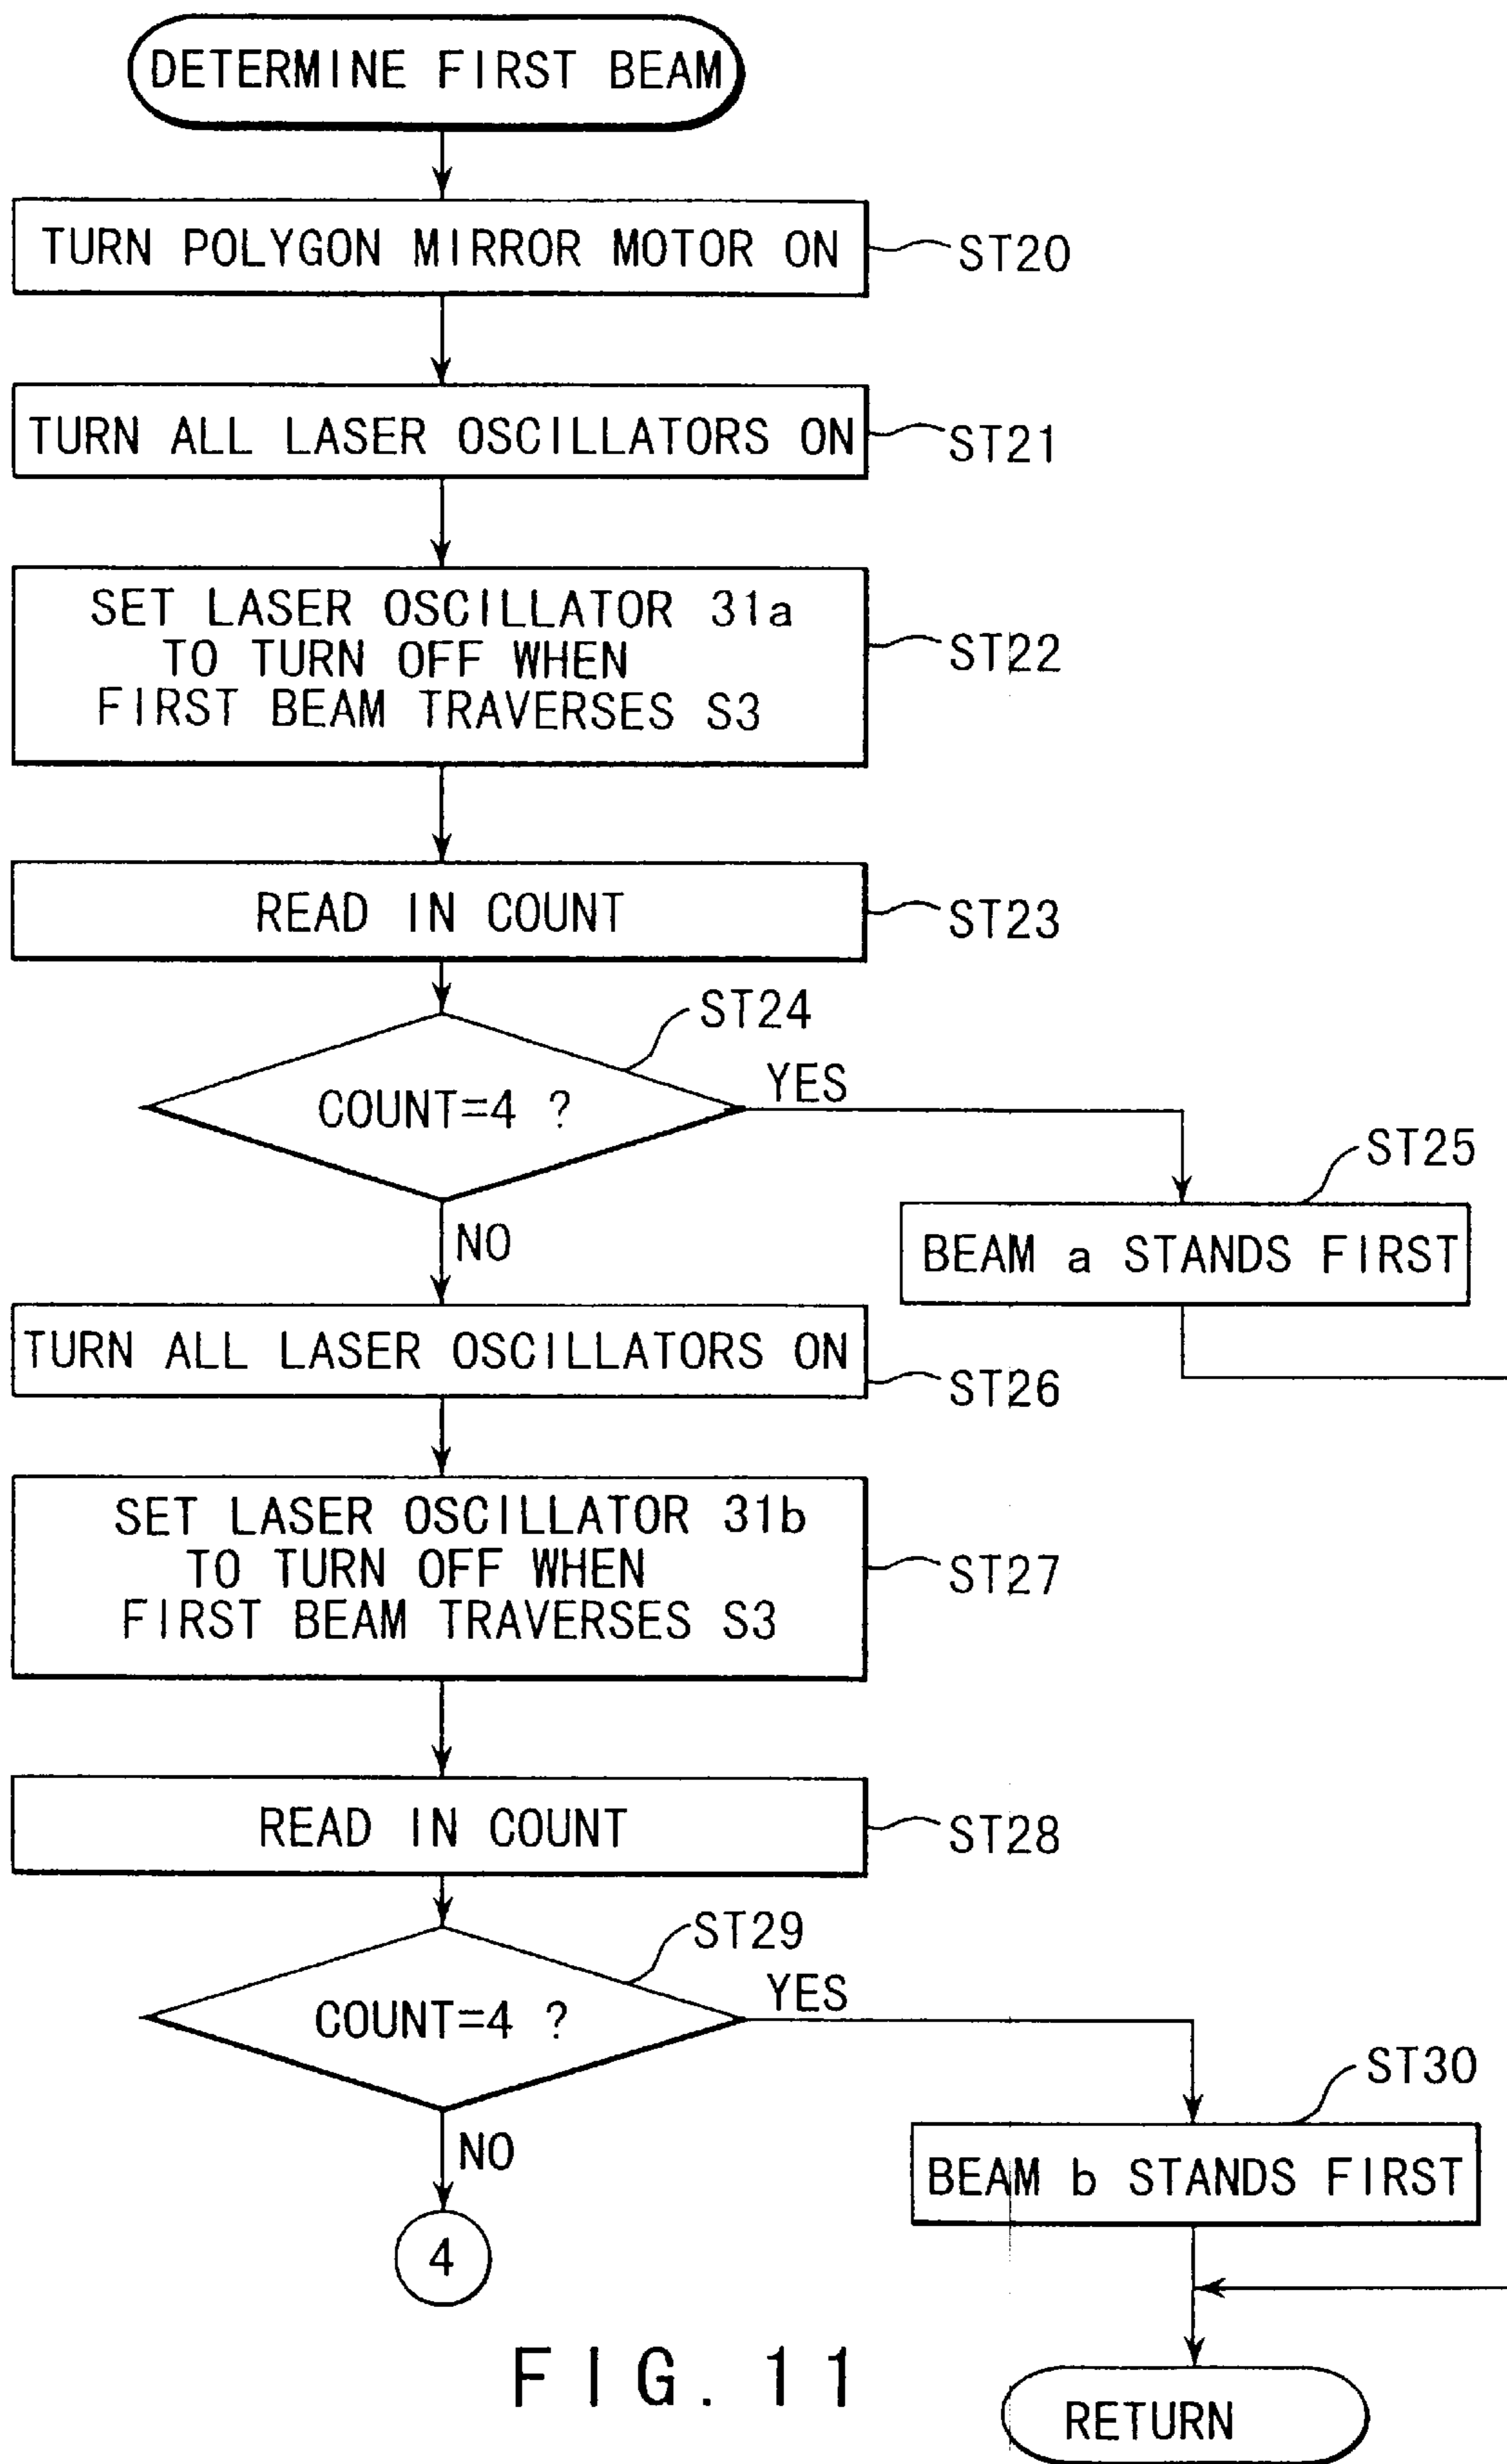 DETERMINE FIRST BEAM
TURN POLYGON MIRROR MOTOR ON
ST20
TURN ALL LASER OSCILLATORS ON
ST21
SET LASER OSCILLATOR 31a
TO TURN OFF WHEN
FIRST BEAM TRAVERSES S3
ST22
READ IN COUNT
ST23
ST24
COUNT=4 ?
YES
ST25
BEAM a STANDS FIRST
NO
TURN ALL LASER OSCILLATORS ON
ST26
SET LASER OSCILLATOR 31b
TO TURN OFF WHEN
FIRST BEAM TRAVERSES S3
ST27
READ IN COUNT
ST28
ST29
COUNT=4 ?
YES
ST30
BEAM b STANDS FIRST
NO
4
FIG. 11
RETURN